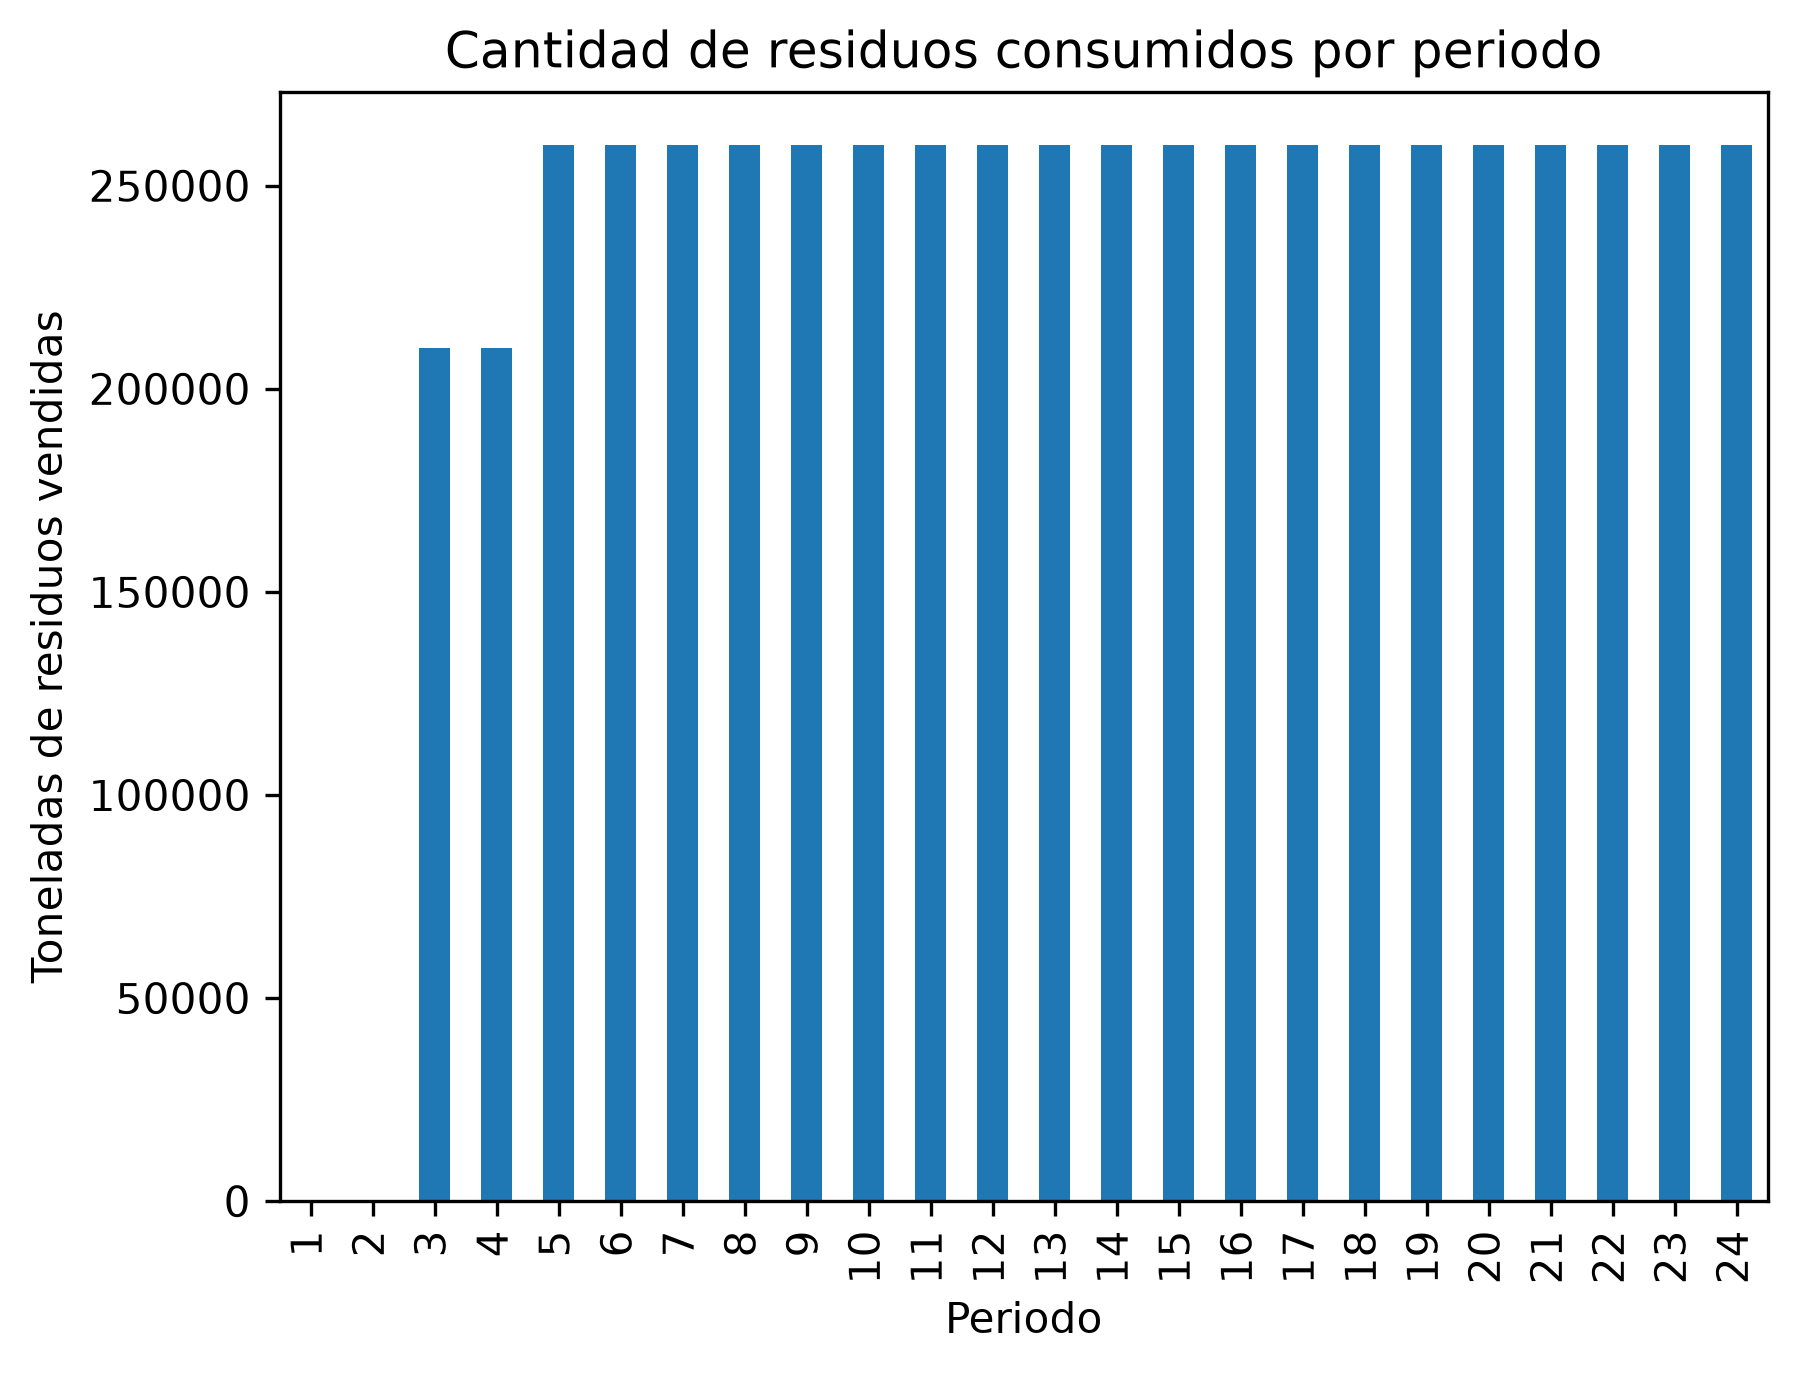 Cantidad de residuos consumidos por periodo
Toneladas de residuos vendidas
250000
200000
150000
100000
50000
0
1 2 3 4 5 6 7 8 9 10 11 12 13 14 15 16 17 18 19 20 21 22 23 24
Periodo